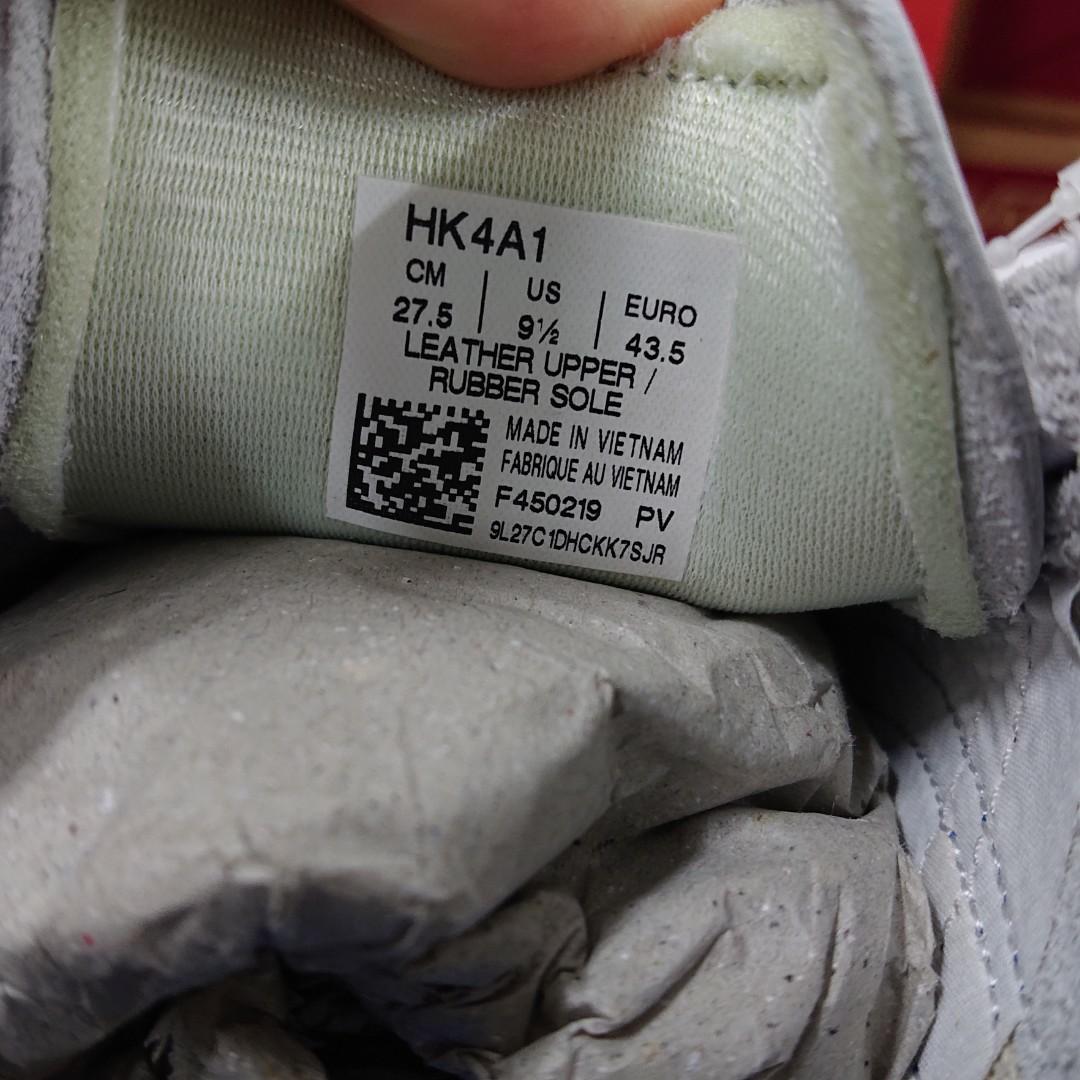 HK4A1
CM | US | EURO
27.5 | 9½ | 43.5
LEATHER UPPER /
RUBBER SOLE
MADE IN VIETNAM
FABRIQUE AU VIETNAM
F450219 PV
9L27C1DHCKK7SJR